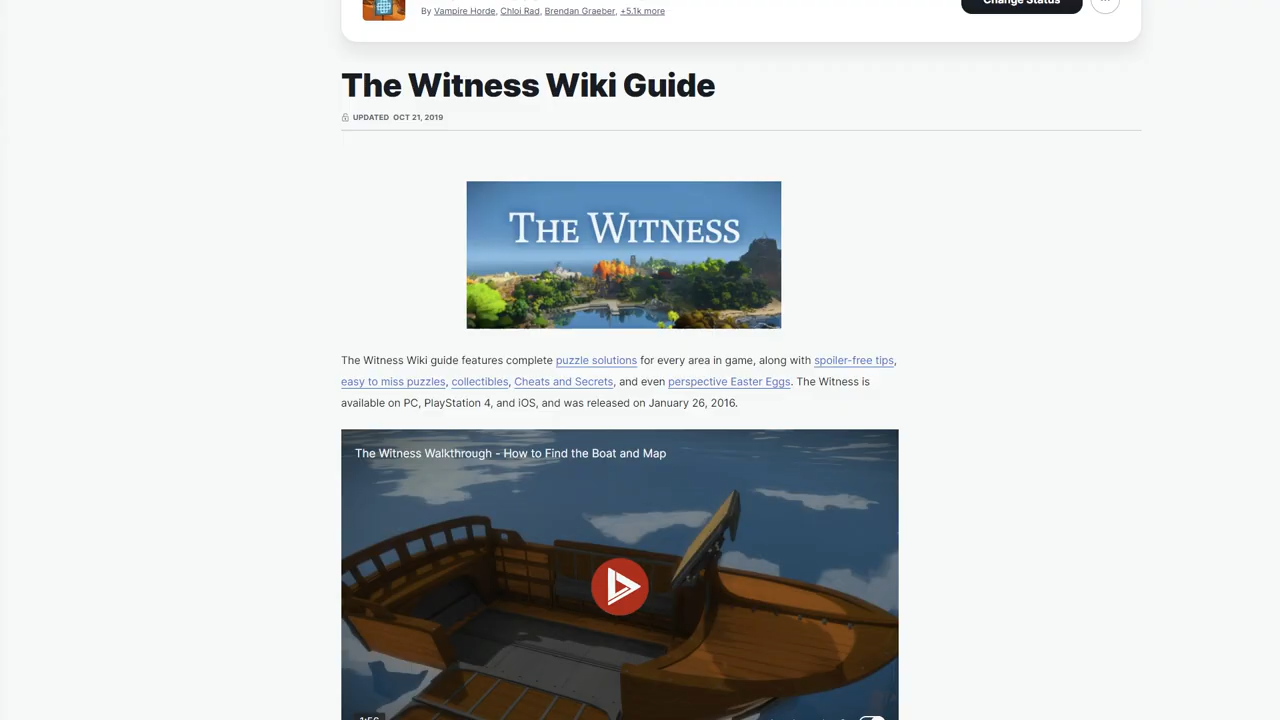 Change Status
By Vampire Horde, Chloi Rad, Brendan Graeber, +5.1k more
The Witness Wiki Guide
UPDATED OCT 21, 2019
THE WITNESS
The Witness Wiki guide features complete puzzle solutions for every area in game, along with spoiler-free tips,
easy to miss puzzles, collectibles, Cheats and Secrets, and even perspective Easter Eggs. The Witness is
available on PC, PlayStation 4, and iOS, and was released on January 26, 2016.
The Witness Walkthrough - How to Find the Boat and Map
1:56